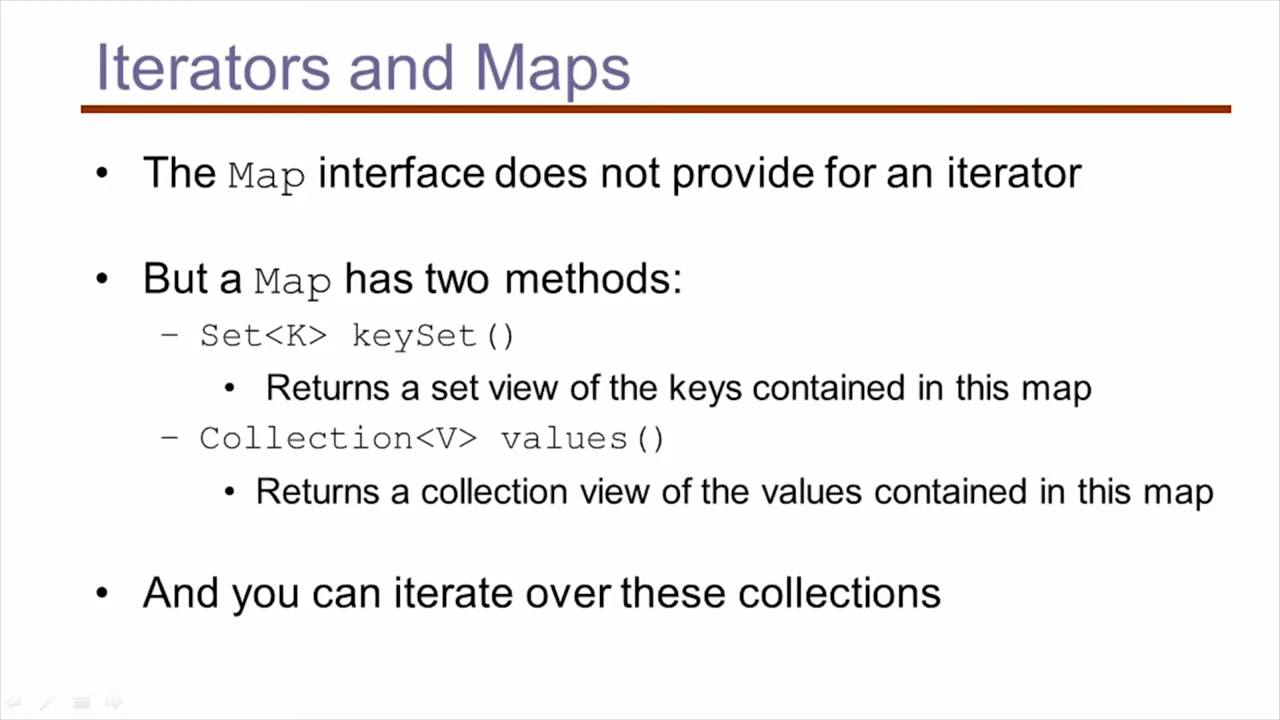 Iterators and Maps
• The Map interface does not provide for an iterator
• But a Map has two methods:
– Set<K> keySet()
• Returns a set view of the keys contained in this map
– Collection<V> values()
• Returns a collection view of the values contained in this map
• And you can iterate over these collections